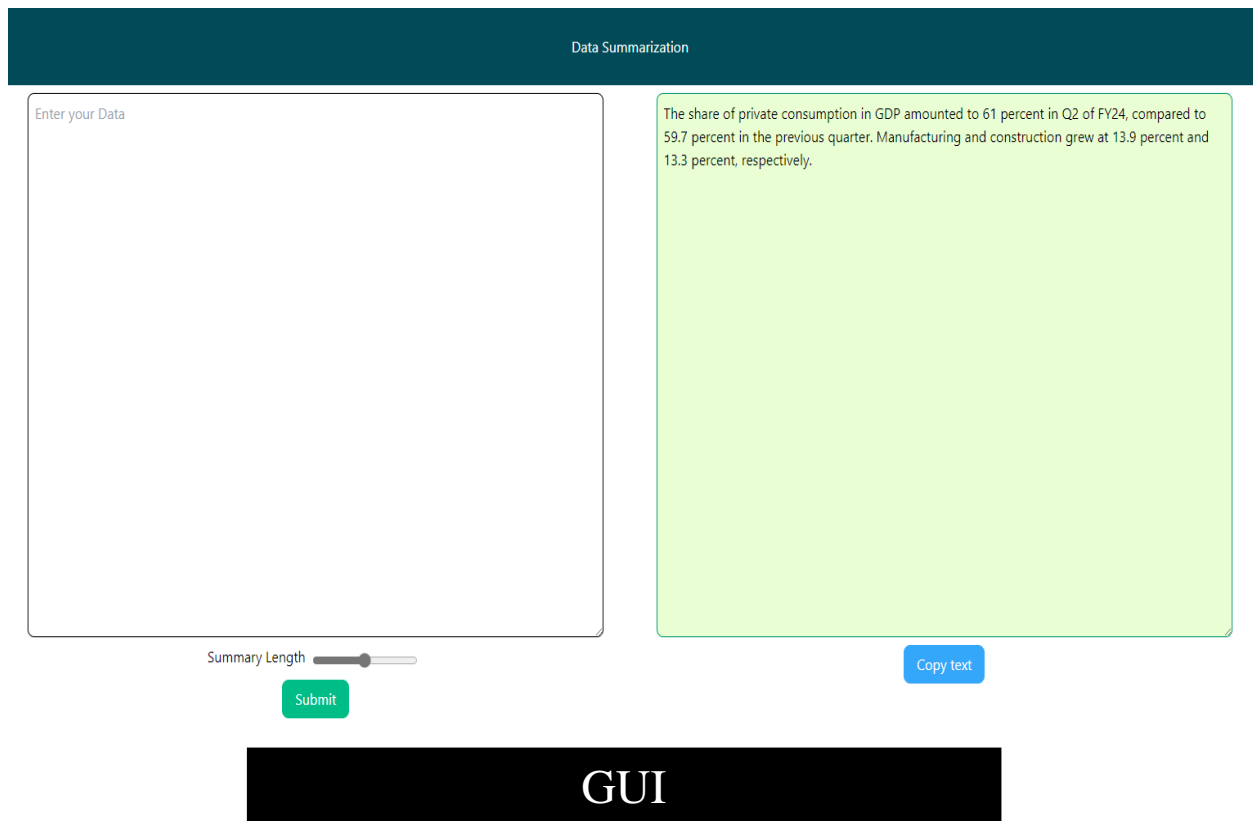 Data Summarization
Enter your Data
The share of private consumption in GDP amounted to 61 percent in Q2 of FY24, compared to
59.7 percent in the previous quarter. Manufacturing and construction grew at 13.9 percent and
13.3 percent, respectively.
Summary Length
Submit
Copy text
GUI